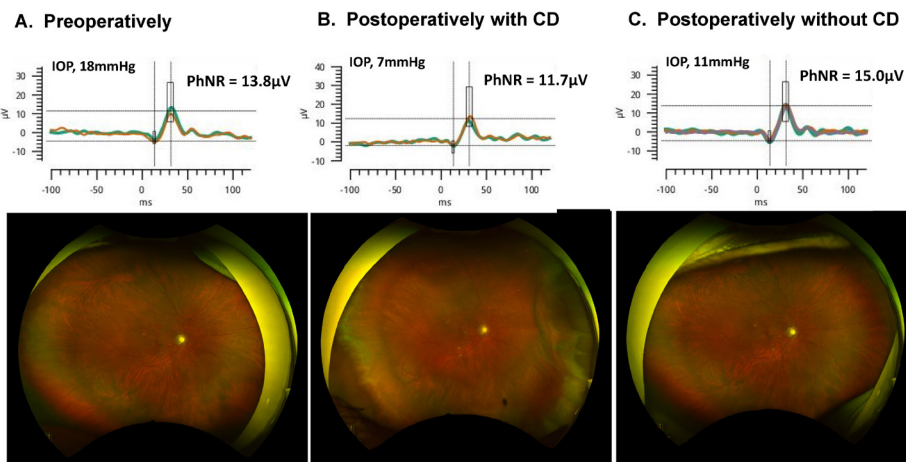 A. Preoperatively
B. Postoperatively with CD
C. Postoperatively without CD
IOP, 18mmHg
PhNR = 13.8µV
30
20
10
0
-10
µV
-100
-50
0
50
100
ms
IOP, 7mmHg
PhNR = 11.7µV
40
30
20
10
0
-10
µV
-100
-50
0
50
100
ms
IOP, 11mmHg
PhNR = 15.0µV
30
20
10
0
-10
µV
-100
-50
0
50
100
ms